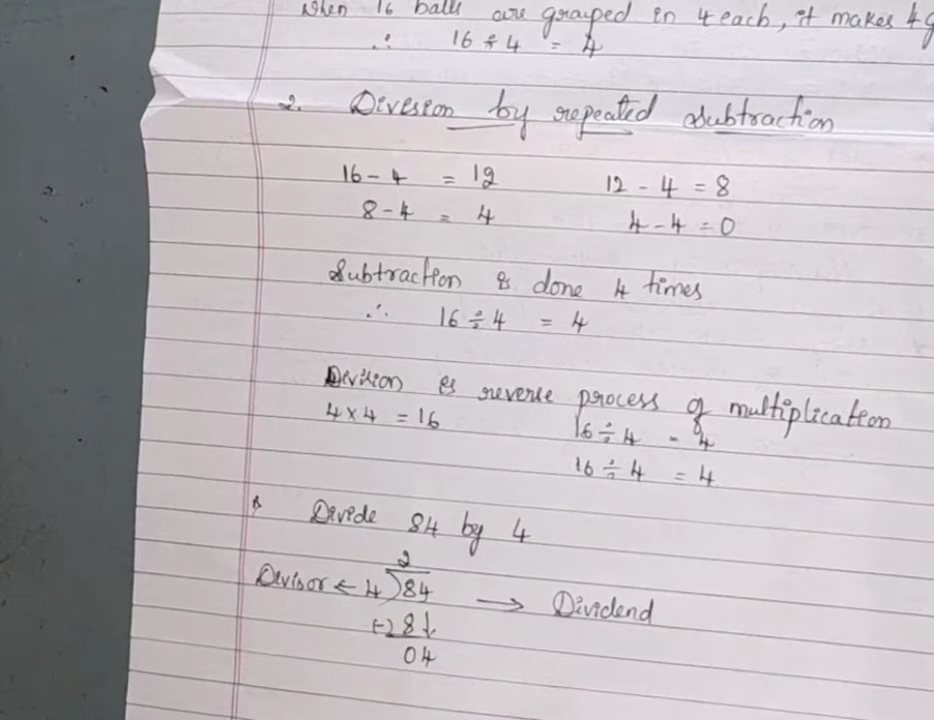 When 16 balls are grouped in 4 each, it makes 4 g
∴ 16 ÷ 4 = 4
2. Division by repeated subtraction
16 - 4 = 12 12 - 4 = 8
8 - 4 = 4 4 - 4 = 0
Subtraction is done 4 times
∴ 16 ÷ 4 = 4
Division is reverse process of multiplication
4 × 4 = 16 16 ÷ 4 = 4
16 ÷ 4 = 4
Divide 84 by 4
2
Divisor ← 4)84 → Dividend
(-) 8↓
04